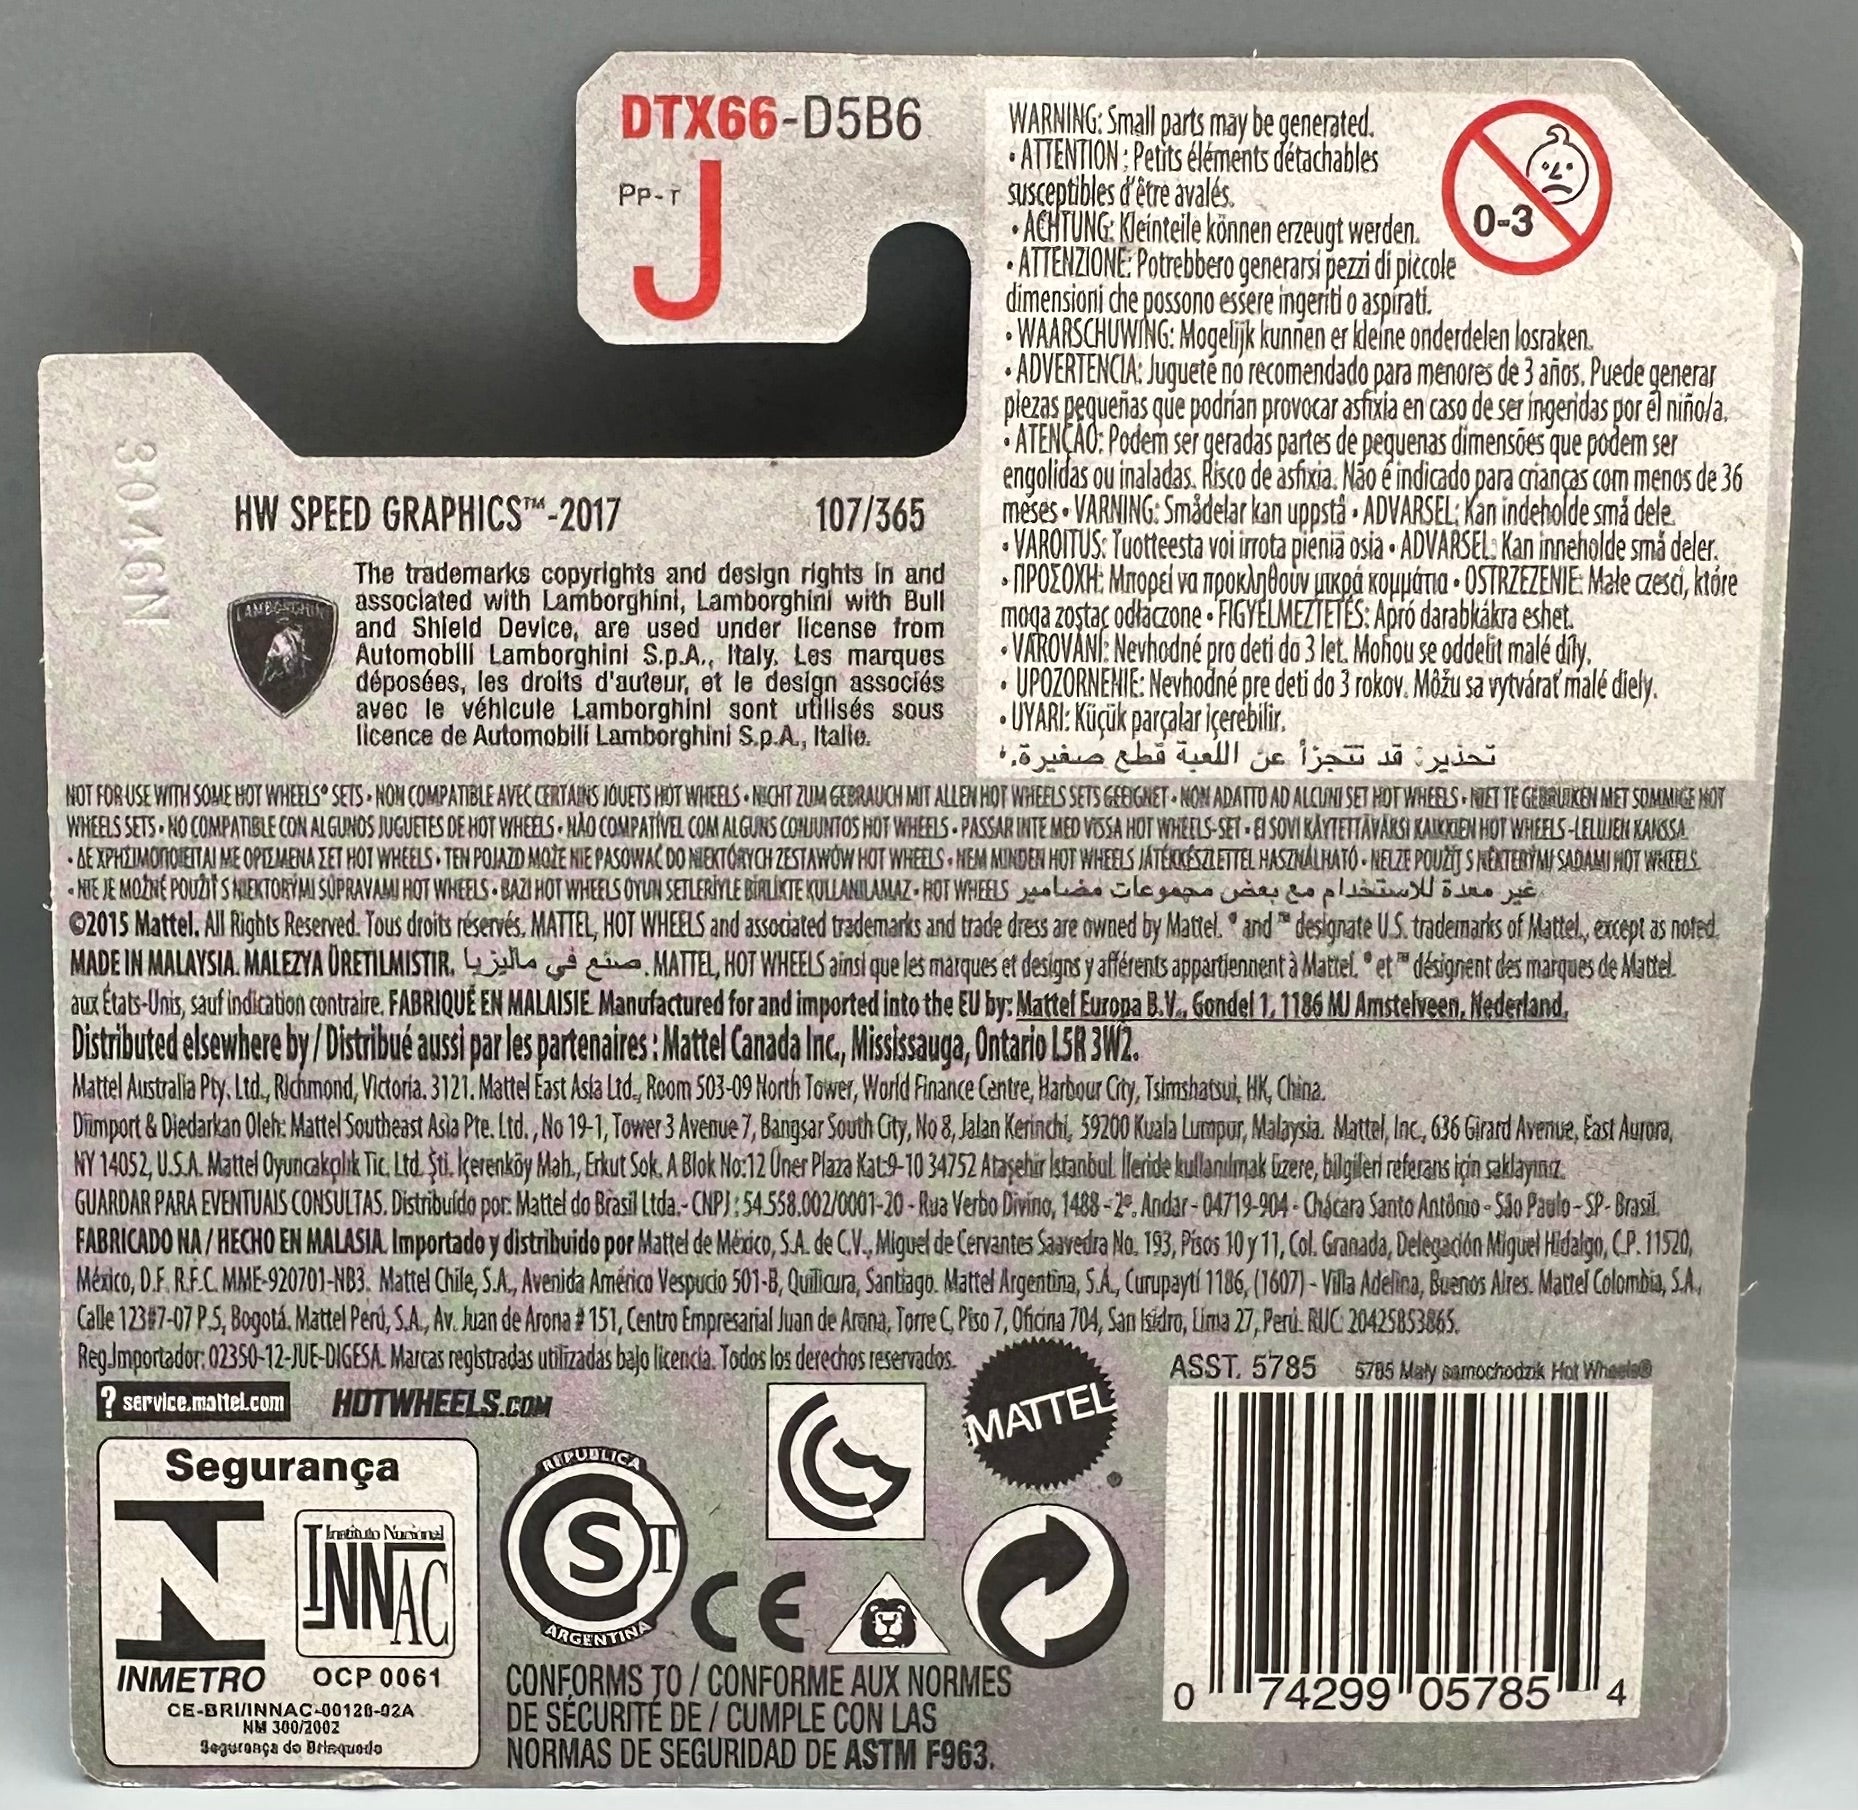 DTX66-D5B6
Pp-T
J
WARNING: Small parts may be generated.
• ATTENTION : Petits éléments détachables
susceptibles d'être avalés.
• ACHTUNG: Kleinteile können erzeugt werden.
• ATTENZIONE: Potrebbero generarsi pezzi di piccole
dimensioni che possono essere ingeriti o aspirati.
• WAARSCHUWING: Mogelijk kunnen er kleine onderdelen losraken.
• ADVERTENCIA: Juguete no recomendado para menores de 3 años. Puede generar
piezas pequeñas que podrían provocar asfixia en caso de ser ingeridas por el niño/a.
• ATENÇÃO: Podem ser geradas partes de pequenas dimensões que podem ser
engolidas ou inaladas. Risco de asfixia. Não é indicado para crianças com menos de 36
meses • VARNING: Smådelar kan uppstå • ADVARSEL: Kan indeholde små dele.
• VAROITUS: Tuotteesta voi irrota pieniä osia • ADVARSEL: Kan inneholde små deler.
• ΠΡΟΣΟΧΗ: Μπορεί να προκληθούν μικρά κομμάτια • OSTRZEZENIE: Małe czesci, które
moga zostac odłaczone • FIGYELMEZTETÉS: Apró darabkákra eshet.
• VAROVÁNÍ: Nevhodné pro deti do 3 let. Mohou se oddelit malé díly.
• UPOZORNENIE: Nevhodné pre deti do 3 rokov. Môžu sa vytvárať malé diely.
• UYARI: Küçük parçalar içerebilir.
تحذير: قد تتجزأ عن اللعبة قطع صغيرة.
0-3
30146N
HW SPEED GRAPHICS™-2017 107/365
LAMBORGHINI
The trademarks copyrights and design rights in and
associated with Lamborghini, Lamborghini with Bull
and Shield Device, are used under license from
Automobili Lamborghini S.p.A., Italy. Les marques
déposées, les droits d'auteur, et le design associés
avec le véhicule Lamborghini sont utilisés sous
licence de Automobili Lamborghini S.p.A., Italie.
NOT FOR USE WITH SOME HOT WHEELS® SETS • NON COMPATIBLE AVEC CERTAINS JOUETS HOT WHEELS • NICHT ZUM GEBRAUCH MIT ALLEN HOT WHEELS SETS GEEIGNET • NON ADATTO AD ALCUNI SET HOT WHEELS • NIET TE GEBRUIKEN MET SOMMIGE HOT
WHEELS SETS • NO COMPATIBLE CON ALGUNOS JUGUETES DE HOT WHEELS • NÃO COMPATÍVEL COM ALGUNS CONJUNTOS HOT WHEELS • PASSAR INTE MED VISSA HOT WHEELS-SET • EI SOVI KÄYTETTÄVÄKSI KAIKKIEN HOT WHEELS -LELUJEN KANSSA
• ΔΕ ΧΡΗΣΙΜΟΠΟΙΕΙΤΑΙ ΜΕ ΟΡΙΣΜΕΝΑ ΣΕΤ HOT WHEELS • TEN POJAZD MOŻE NIE PASOWAĆ DO NIEKTÓRYCH ZESTAWÓW HOT WHEELS • NEM MINDEN HOT WHEELS JÁTÉKKÉSZLETTEL HASZNÁLHATÓ • NELZE POUŽÍT S NĚKTERÝMI SADAMI HOT WHEELS
• NIE JE MOŽNÉ POUŽIŤ S NIEKTORÝMI SÚPRAVAMI HOT WHEELS • BAZI HOT WHEELS OYUN SETLERİYLE BİRLİKTE KULLANILAMAZ • HOT WHEELS غير معدة للاستخدام مع بعض مجموعات مضامير
©2015 Mattel. All Rights Reserved. Tous droits réservés. MATTEL, HOT WHEELS and associated trademarks and trade dress are owned by Mattel. ® and ™ designate U.S. trademarks of Mattel, except as noted.
MADE IN MALAYSIA. MALEZYA ÜRETILMISTIR. صنع في ماليزيا. MATTEL, HOT WHEELS ainsi que les marques et designs y afférents appartiennent à Mattel. ® et ™ désignent des marques de Mattel
aux États-Unis, sauf indication contraire. FABRIQUÉ EN MALAISIE. Manufactured for and imported into the EU by: Mattel Europa B.V., Gondel 1, 1186 MJ Amstelveen, Nederland.
Distributed elsewhere by / Distribué aussi par les partenaires : Mattel Canada Inc., Mississauga, Ontario L5R 3W2.
Mattel Australia Pty. Ltd., Richmond, Victoria. 3121. Mattel East Asia Ltd., Room 503-09 North Tower, World Finance Centre, Harbour City, Tsimshatsui, HK, China.
Diimport & Diedarkan Oleh: Mattel Southeast Asia Pte. Ltd. , No 19-1, Tower 3 Avenue 7, Bangsar South City, No 8, Jalan Kerinchi, 59200 Kuala Lumpur, Malaysia. Mattel, Inc., 636 Girard Avenue, East Aurora,
NY 14052, U.S.A. Mattel Oyuncakçılık Tic. Ltd. Şti. İçerenköy Mah., Erkut Sok. A Blok No:12 Üner Plaza Kat:9-10 34752 Ataşehir İstanbul. İleride kullanılmak üzere, bilgileri referans için saklayınız.
GUARDAR PARA EVENTUAIS CONSULTAS. Distribuído por: Mattel do Brasil Ltda.- CNPJ : 54.558.002/0001-20 - Rua Verbo Divino, 1488 - 2º. Andar - 04719-904 - Chácara Santo Antônio - São Paulo - SP- Brasil.
FABRICADO NA / HECHO EN MALASIA. Importado y distribuido por Mattel de México, S.A. de C.V., Miguel de Cervantes Saavedra No. 193, Pisos 10 y 11, Col. Granada, Delegación Miguel Hidalgo, C.P. 11520,
México, D.F. R.F.C. MME-920701-NB3. Mattel Chile, S.A., Avenida Américo Vespucio 501-B, Quilicura, Santiago. Mattel Argentina, S.A., Curupaytí 1186, (1607) - Villa Adelina, Buenos Aires. Mattel Colombia, S.A.,
Calle 123#7-07 P.5, Bogotá. Mattel Perú, S.A., Av. Juan de Arona # 151, Centro Empresarial Juan de Arona, Torre C, Piso 7, Oficina 704, San Isidro, Lima 27, Perú. RUC: 20425853865.
Reg.Importador: 02350-12-JUE-DIGESA. Marcas registradas utilizadas bajo licencia. Todos los derechos reservados.
? service.mattel.com HOTWHEELS.COM
MATTEL ®
ASST. 5785 5785 Mały samochodzik Hot Wheels®
Segurança
INMETRO
Instituto Nacional
INNAC
OCP 0061
CE-BRI/INNAC-00120-02A
NM 300/2002
Segurança do Brinquedo
REPUBLICA
S T
ARGENTINA
CE
CONFORMS TO / CONFORME AUX NORMES
DE SÉCURITÉ DE / CUMPLE CON LAS
NORMAS DE SEGURIDAD DE ASTM F963.
0 74299 05785 4